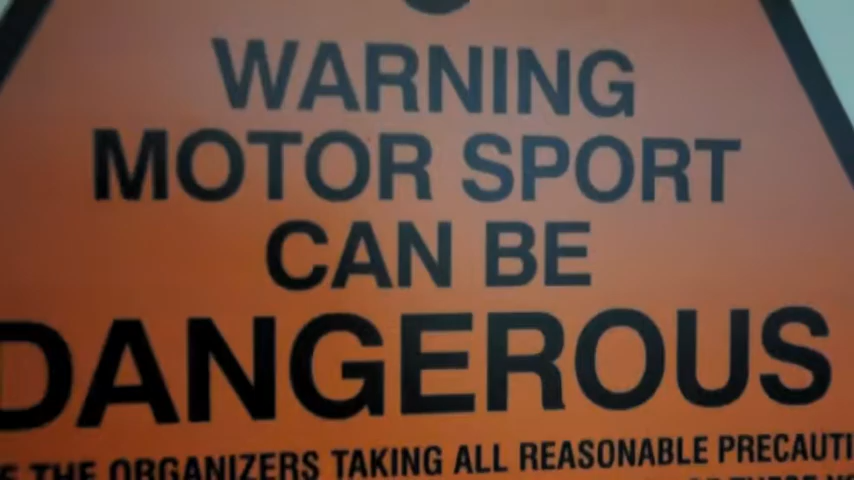 WARNING
MOTOR SPORT
CAN BE
DANGEROUS
THE ORGANIZERS TAKING ALL REASONABLE